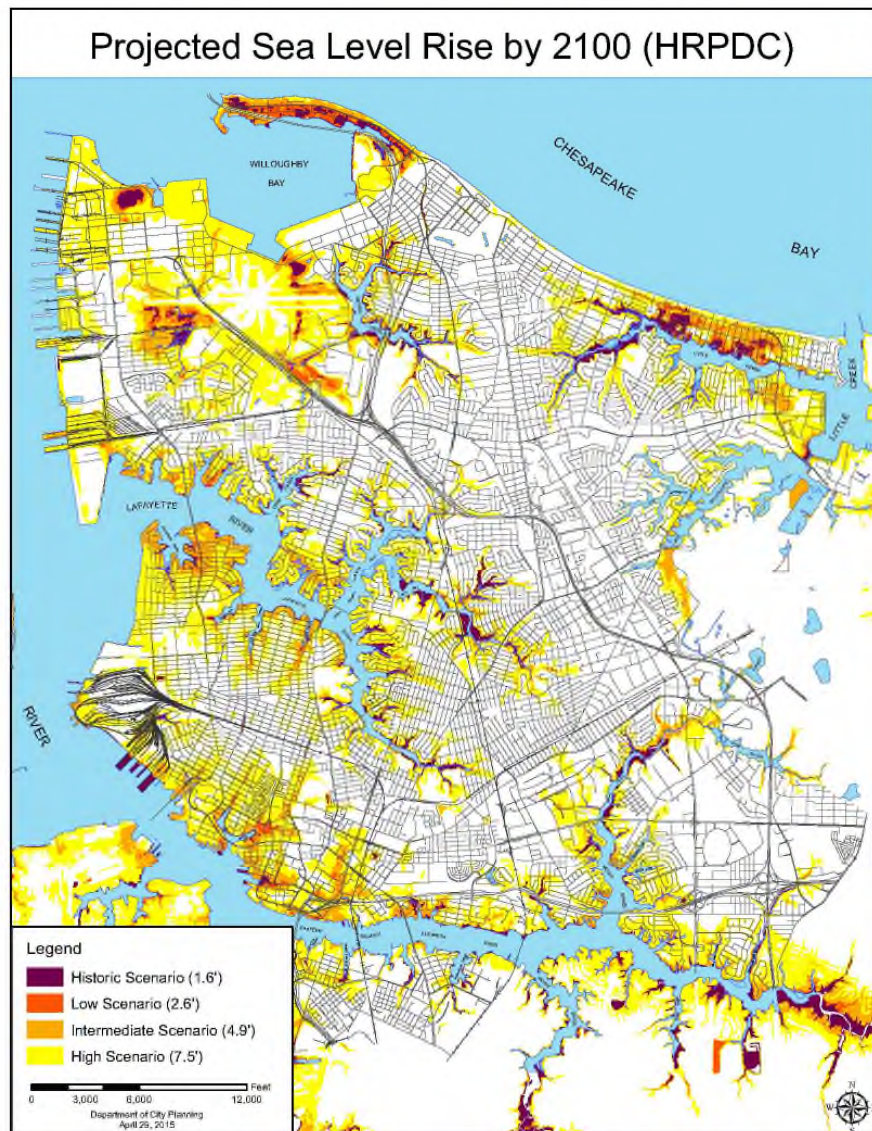 Projected Sea Level Rise by 2100 (HRPDC)
WILLOUGHBY
BAY
CHESAPEAKE
BAY
LITTLE
CREEK
LAFAYETTE
RIVER
RIVER
Legend
Historic Scenario (1.6')
Low Scenario (2.6')
Intermediate Scenario (4.9')
High Scenario (7.5')
Feet
0 3,000 6,000 12,000
Department of City Planning
April 29, 2015
N
W